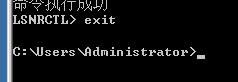 命令执行成功
LSNRCTL> exit
C:\Users\Administrator>_